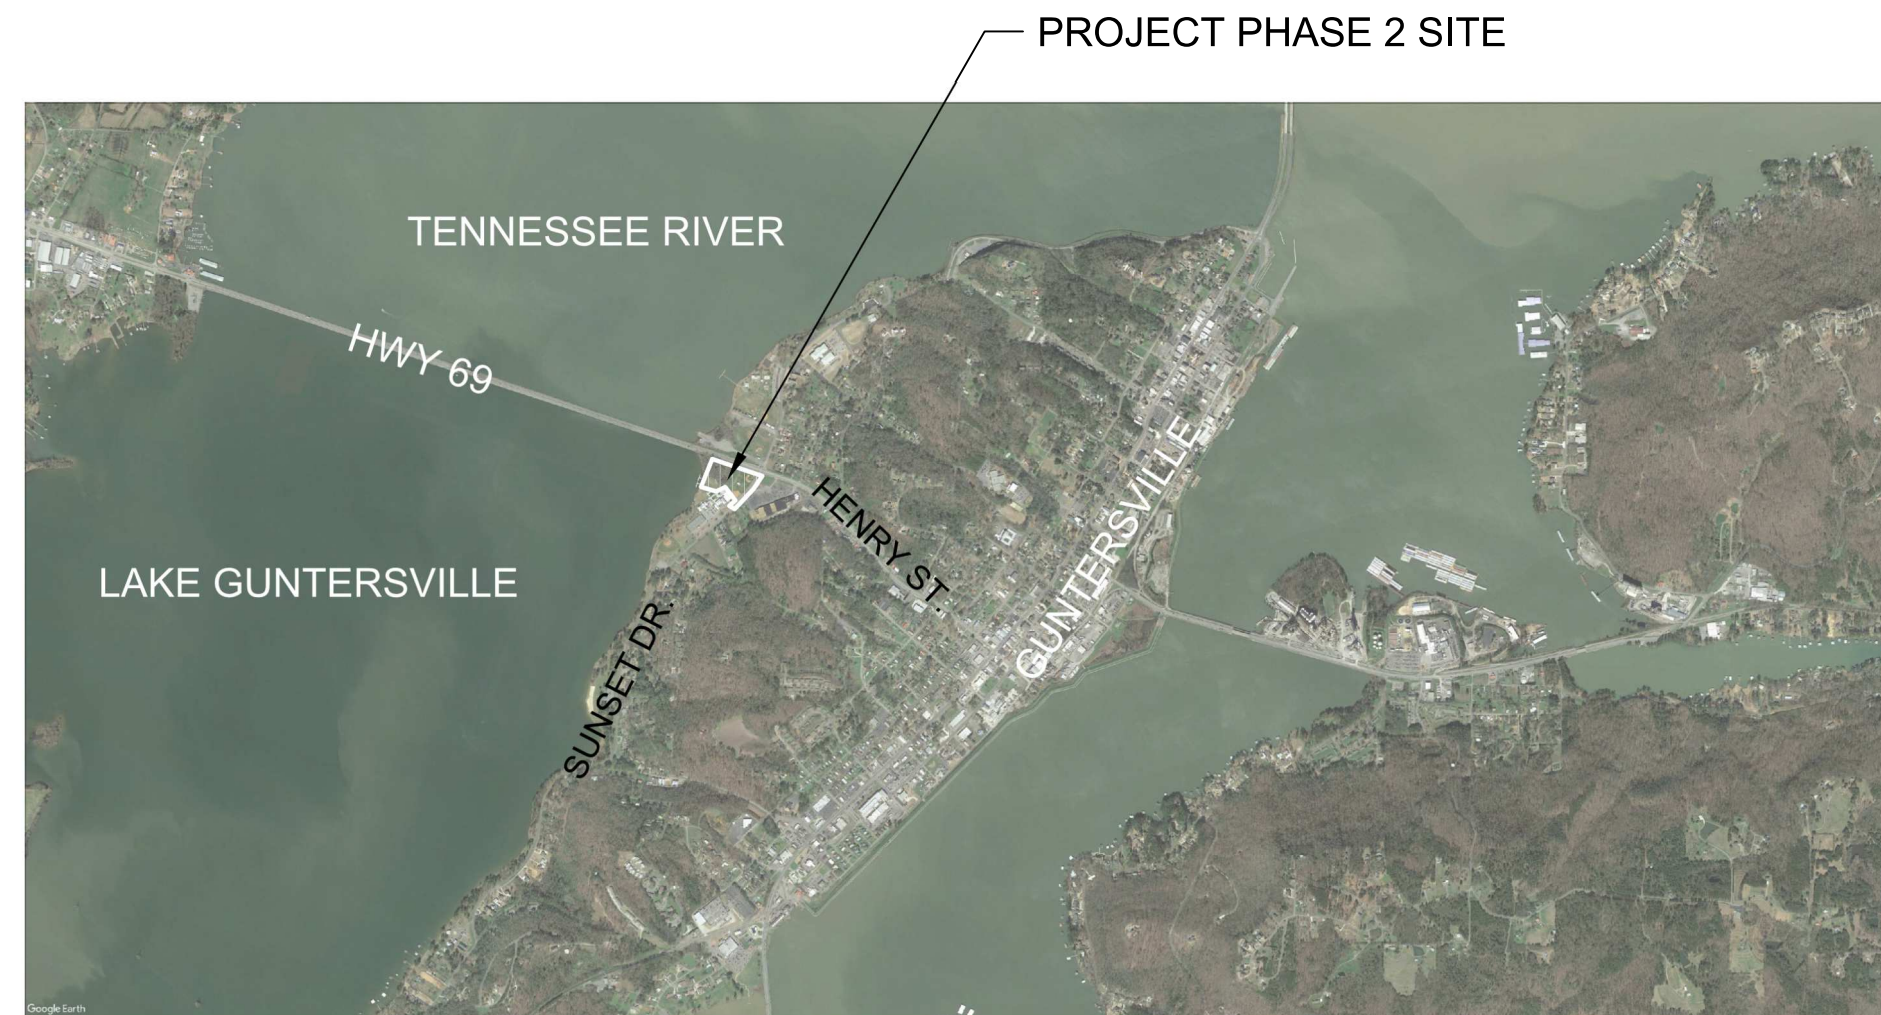 PROJECT PHASE 2 SITE
TENNESSEE RIVER
HWY 69
HENRY ST.
GUNTERSVILLE
LAKE GUNTERSVILLE
SUNSET DR.
Google Earth